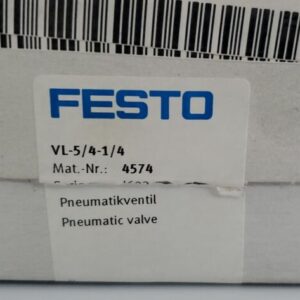 FESTO
VL-5/4-1/4
Mat.-Nr.: 4574
Pneumatikventil
Pneumatic valve